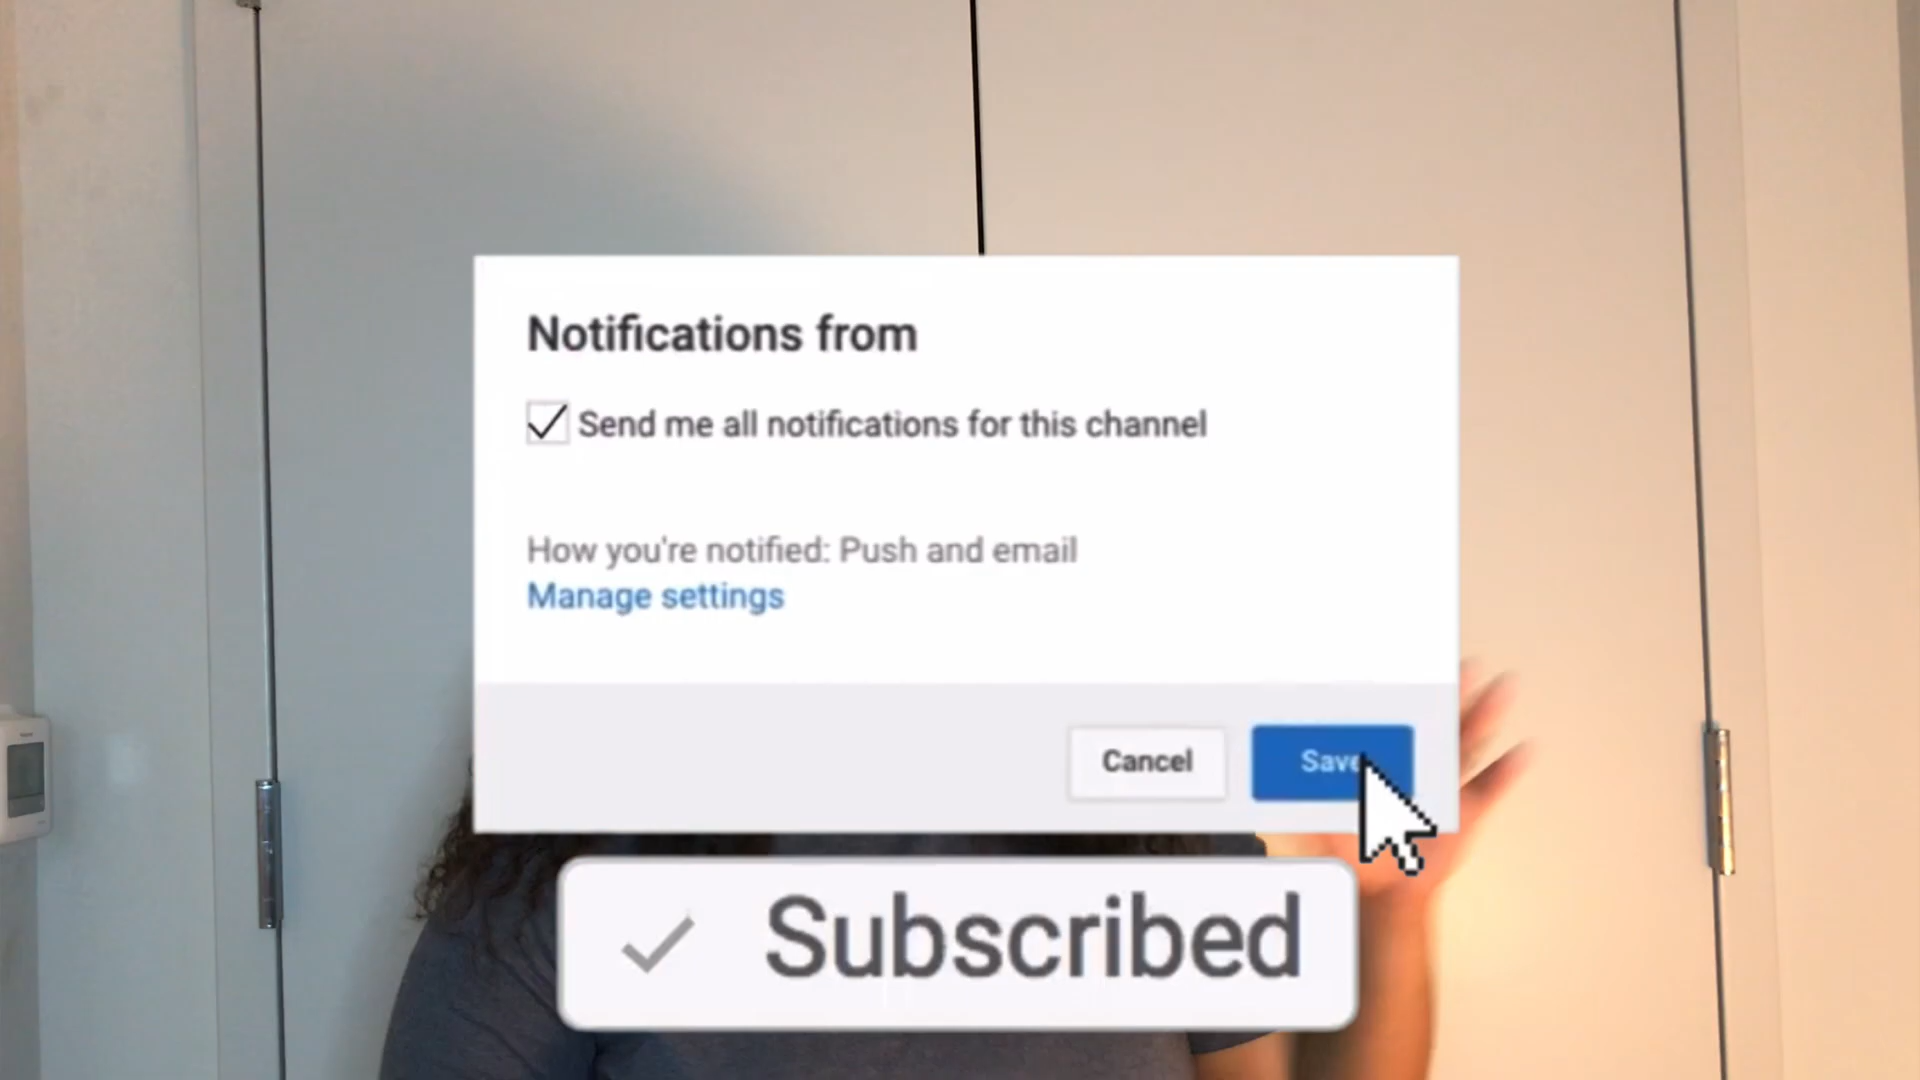 Notifications from
Send me all notifications for this channel
How you're notified: Push and email
Manage settings
Cancel
Save
Subscribed